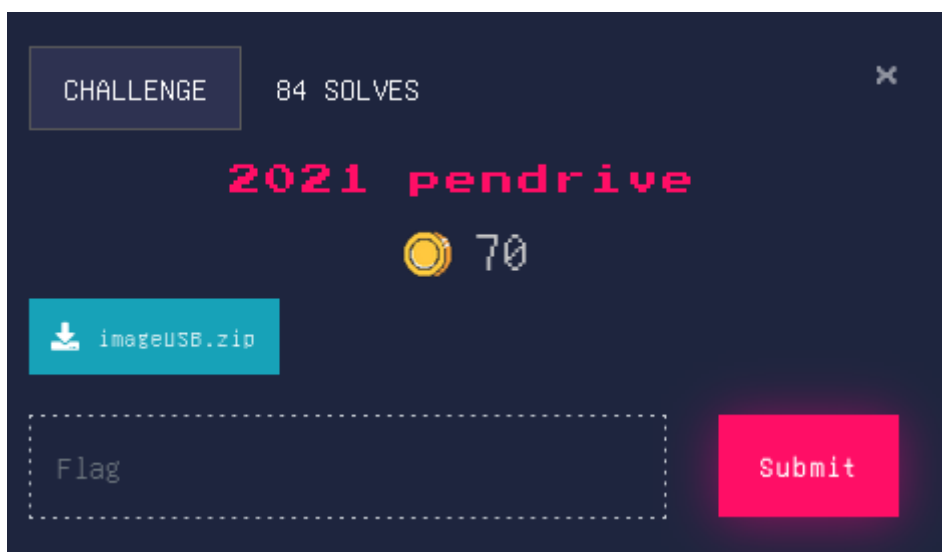 CHALLENGE 84 SOLVES ×
2021 pendrive
70
imageUSB.zip
Flag Submit